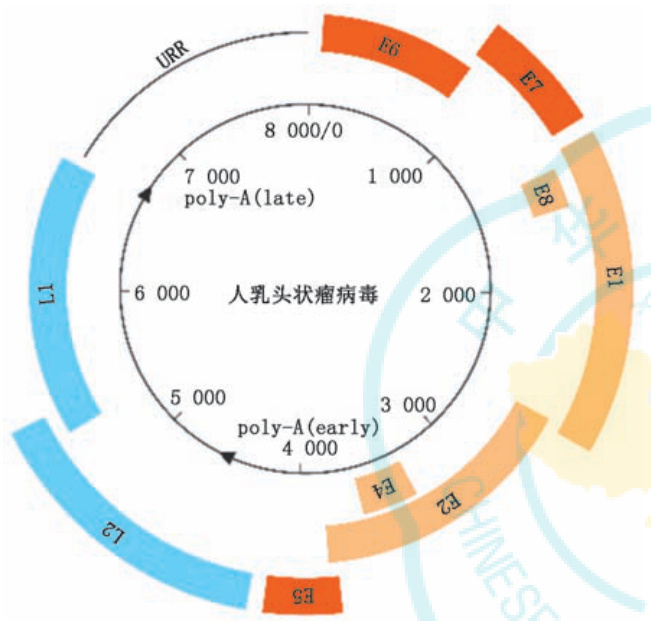 URR
E6
E7
8 000/0
7 000
1 000
poly-A(late)
E8
L1
6 000
人乳头状瘤病毒
2 000
E1
5 000
3 000
poly-A(early)
4 000
E4
E2
L2
E5
CHINESE